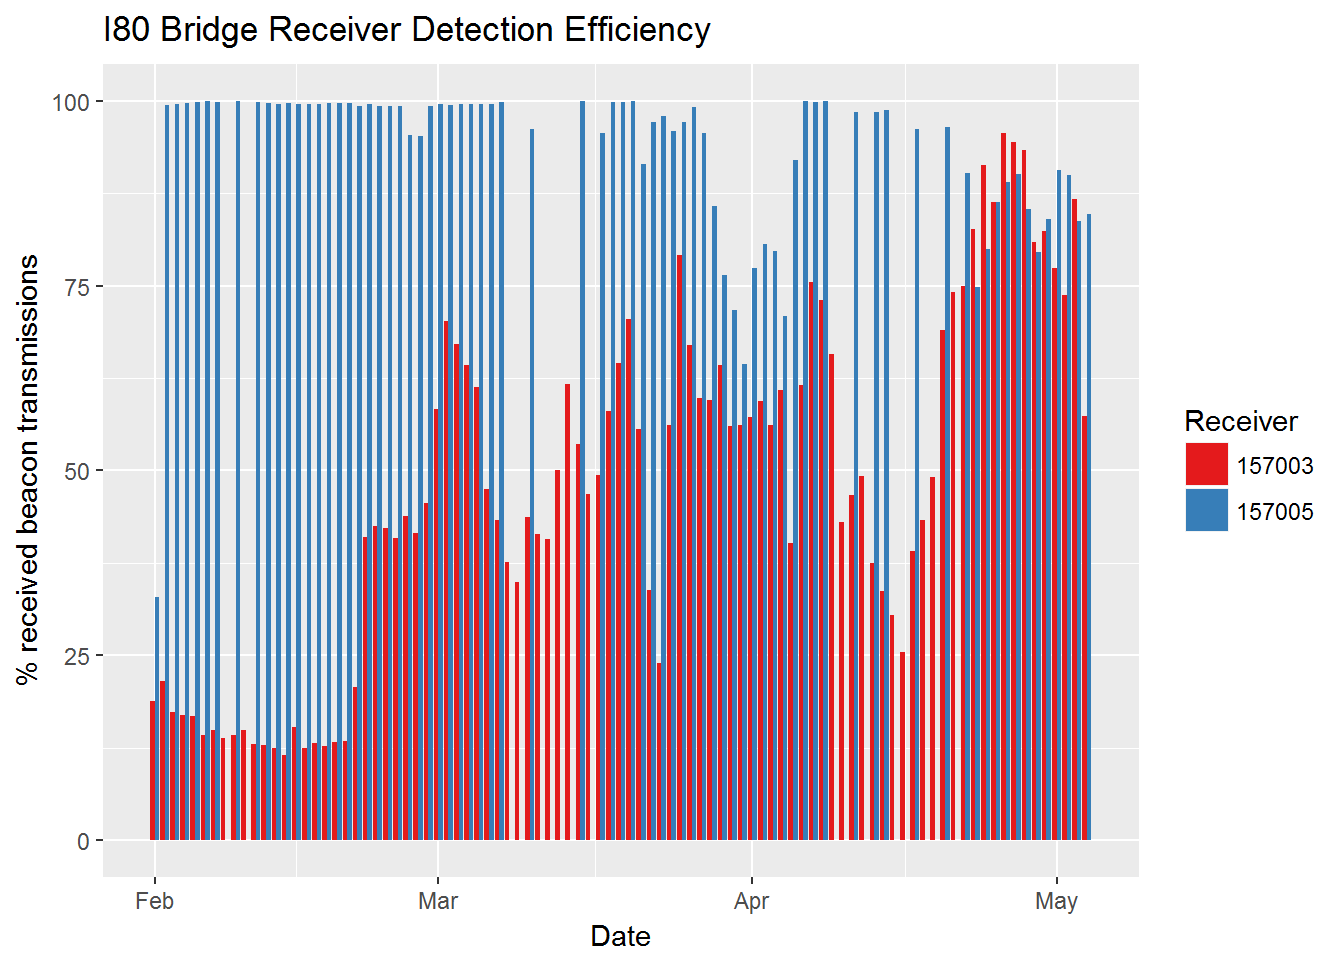 I80 Bridge Receiver Detection Efficiency
% received beacon transmissions
100
75
50
25
0
Feb Mar Apr May
Date
Receiver
157003
157005